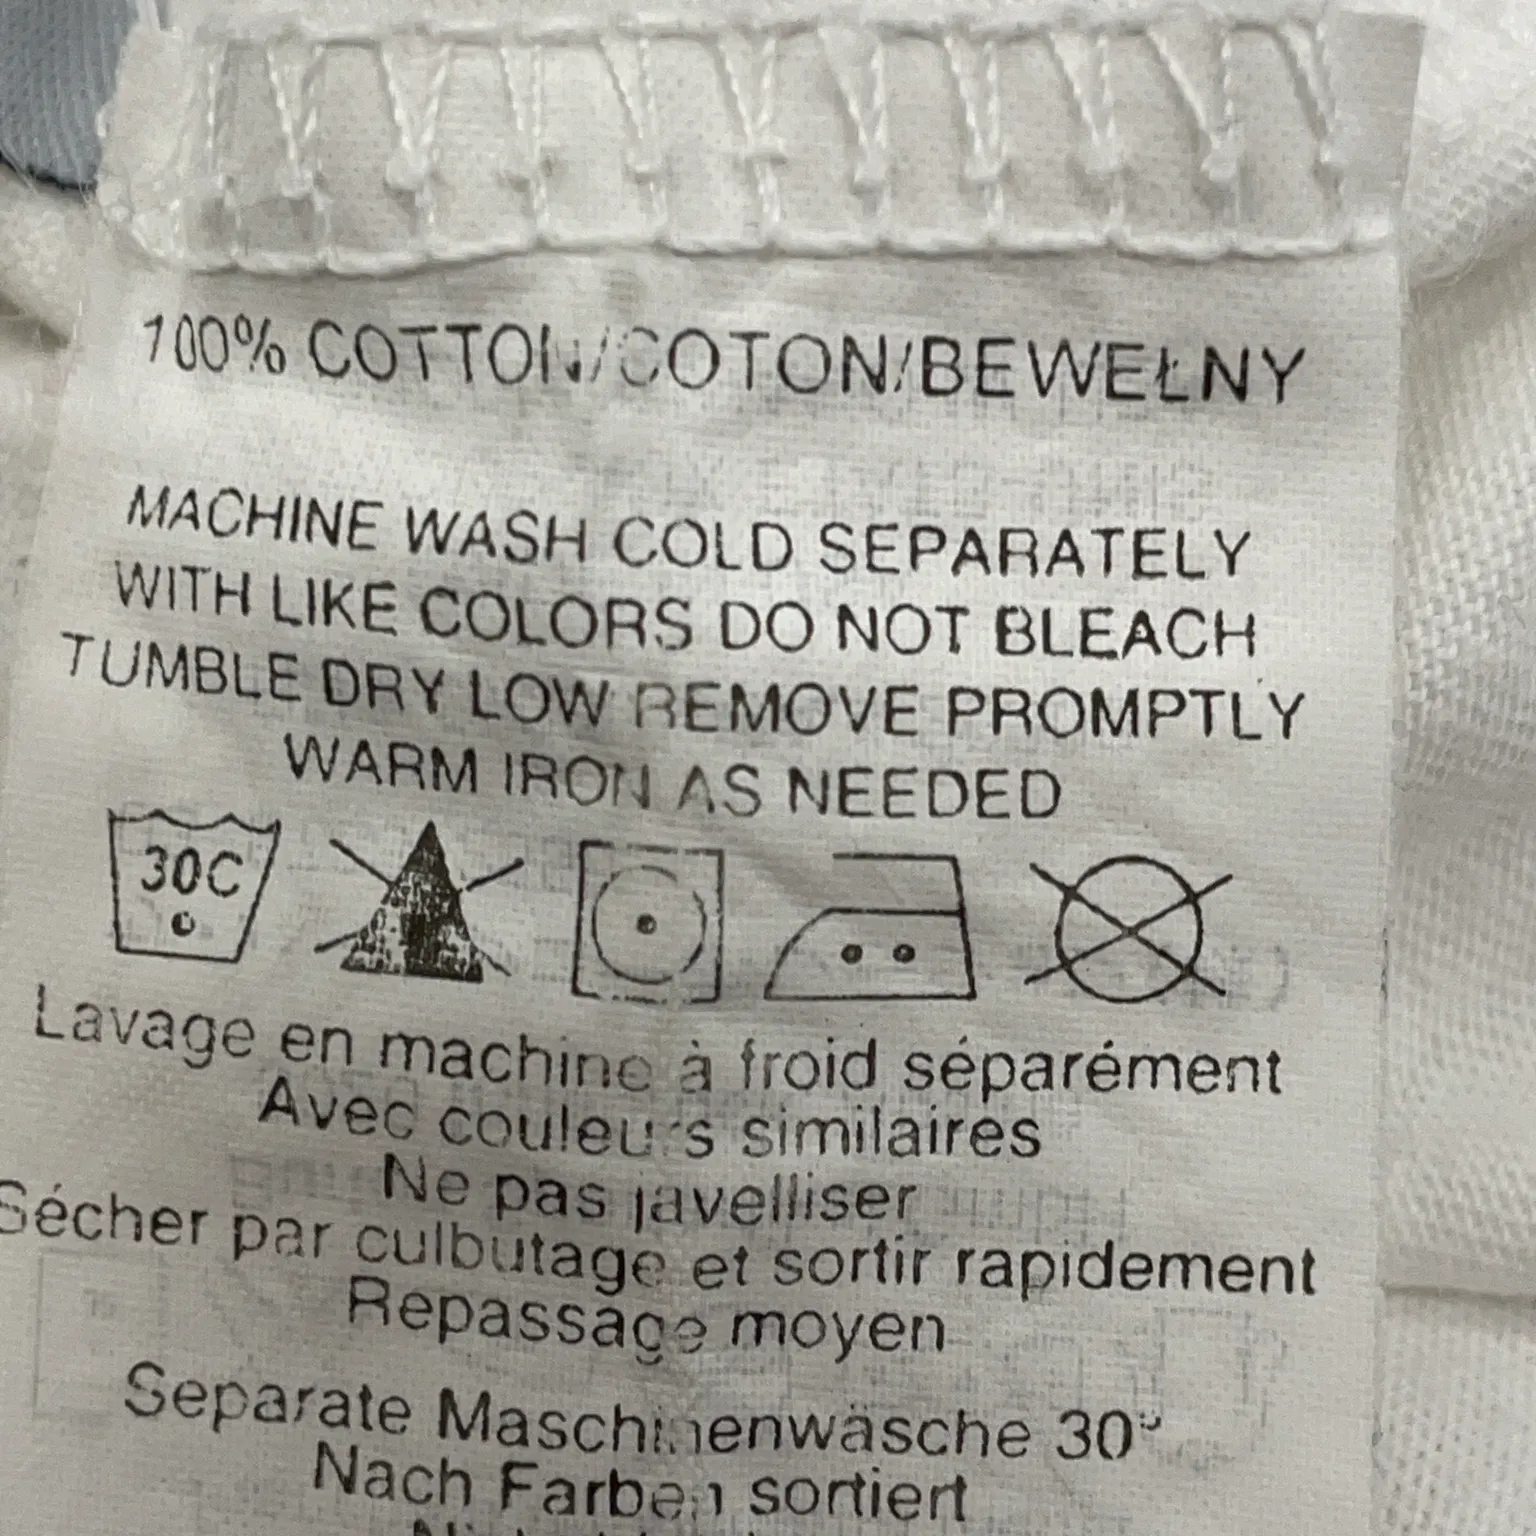 100% COTTON/COTON/BEWEŁNY
MACHINE WASH COLD SEPARATELY
WITH LIKE COLORS DO NOT BLEACH
TUMBLE DRY LOW REMOVE PROMPTLY
WARM IRON AS NEEDED
30C
Lavage en machine à froid séparément
Avec couleurs similaires
Ne pas javelliser
Sécher par culbutage et sortir rapidement
Repassage moyen
Separate Maschinenwäsche 30°
Nach Farben sortiert